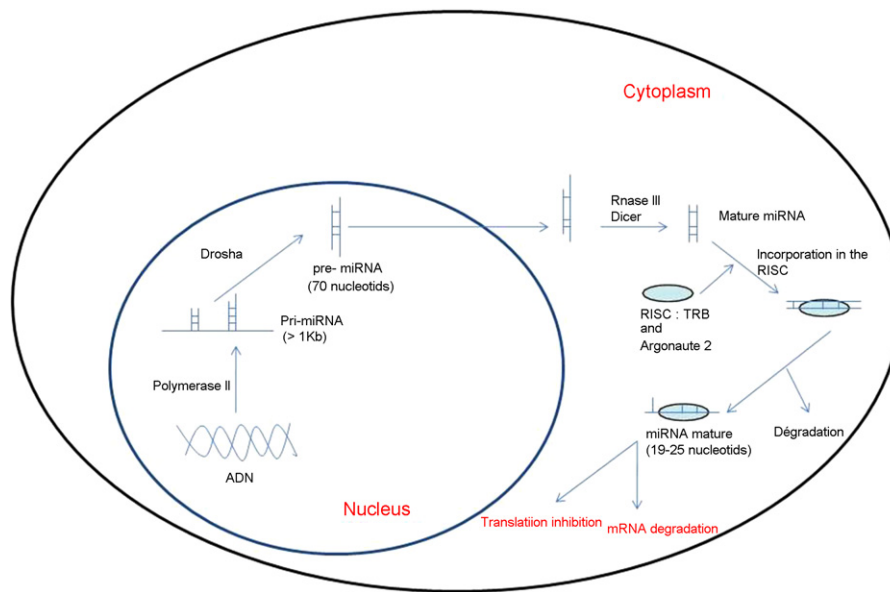 Cytoplasm
Rnase III
Dicer
Mature miRNA
Drosha
pre- miRNA
(70 nucleotids)
Incorporation in the
RISC
RISC : TRB
and
Argonaute 2
Pri-miRNA
(> 1Kb)
Polymerase II
ADN
miRNA mature
(19-25 nucleotids)
Dégradation
Nucleus
Translatiion inhibition
mRNA degradation